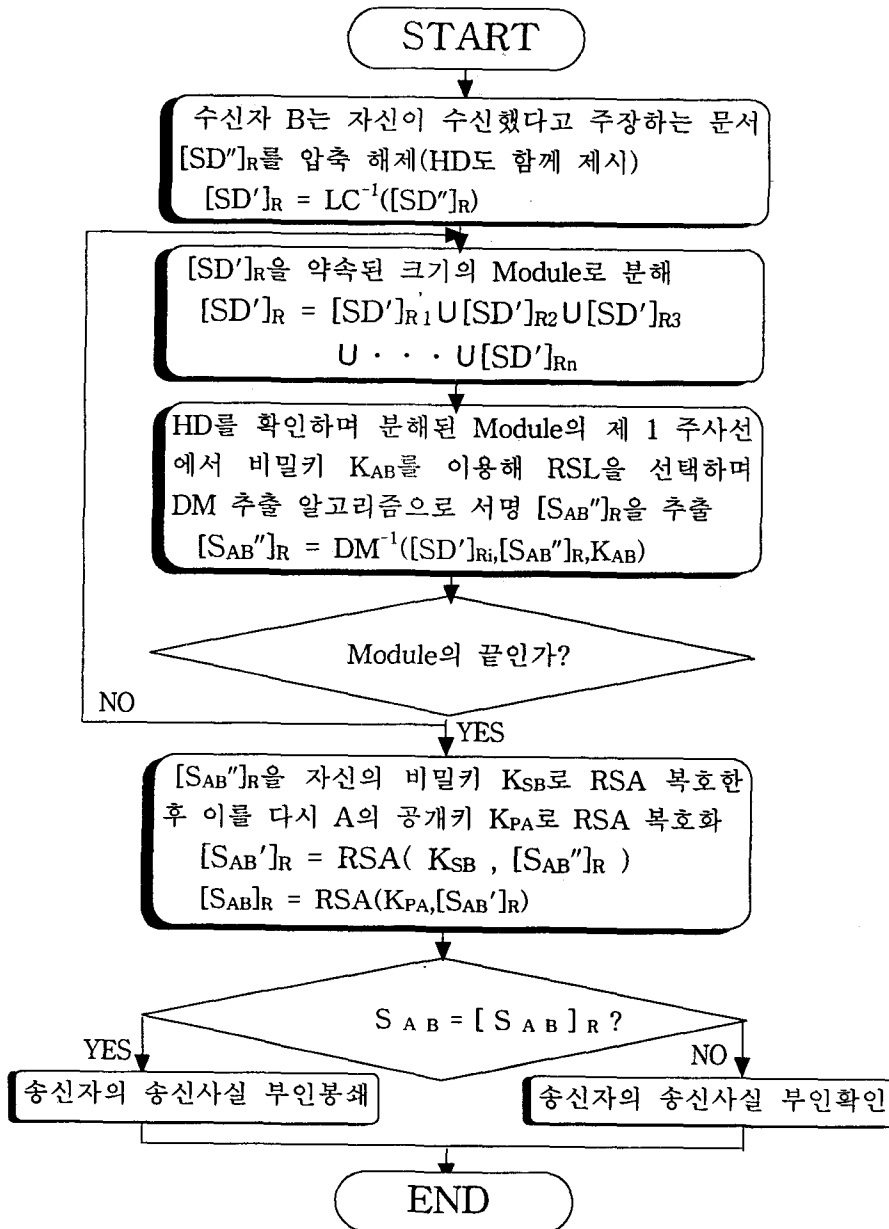 START
수신자 B는 자신이 수신했다고 주장하는 문서
[SD″]R를 압축 해제(HD도 함께 제시)
[SD′]R = LC⁻¹([SD″]R)
[SD′]R을 약속된 크기의 Module로 분해
[SD′]R = [SD′]R1∪[SD′]R2∪[SD′]R3
∪ · · · ∪[SD′]Rn
HD를 확인하며 분해된 Module의 제 1 주사선
에서 비밀키 KAB를 이용해 RSL을 선택하며
DM 추출 알고리즘으로 서명 [SAB″]R을 추출
[SAB″]R = DM⁻¹([SD′]Ri,[SAB″]R,KAB)
Module의 끝인가?
NO
YES
[SAB″]R을 자신의 비밀키 KSB로 RSA 복호한
후 이를 다시 A의 공개키 KPA로 RSA 복호화
[SAB′]R = RSA( KSB , [SAB″]R )
[SAB]R = RSA(KPA,[SAB′]R)
S A B = [ S A B ] R ?
YES
NO
송신자의 송신사실 부인봉쇄
송신자의 송신사실 부인확인
END